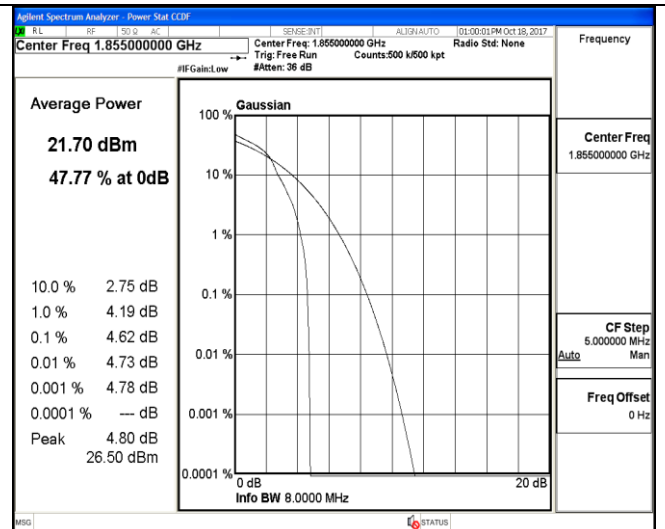 Agilent Spectrum Analyzer - Power Stat CCDF
RL RF 50 Ω AC SENSE:INT ALIGNAUTO 01:00:01PM Oct 18, 2017
Center Freq 1.855000000 GHz
Center Freq: 1.855000000 GHz Radio Std: None
Trig: Free Run Counts:500 k/500 kpt
#IFGain:Low #Atten: 36 dB
Frequency
Average Power
21.70 dBm
47.77 % at 0dB
10.0 % 2.75 dB
1.0 % 4.19 dB
0.1 % 4.62 dB
0.01 % 4.73 dB
0.001 % 4.78 dB
0.0001 % --- dB
Peak 4.80 dB
26.50 dBm
Gaussian
100 %
10 %
1 %
0.1 %
0.01 %
0.001 %
0.0001 %
0 dB 20 dB
Info BW 8.0000 MHz
Center Freq
1.855000000 GHz
CF Step
5.000000 MHz
Auto Man
Freq Offset
0 Hz
MSG STATUS